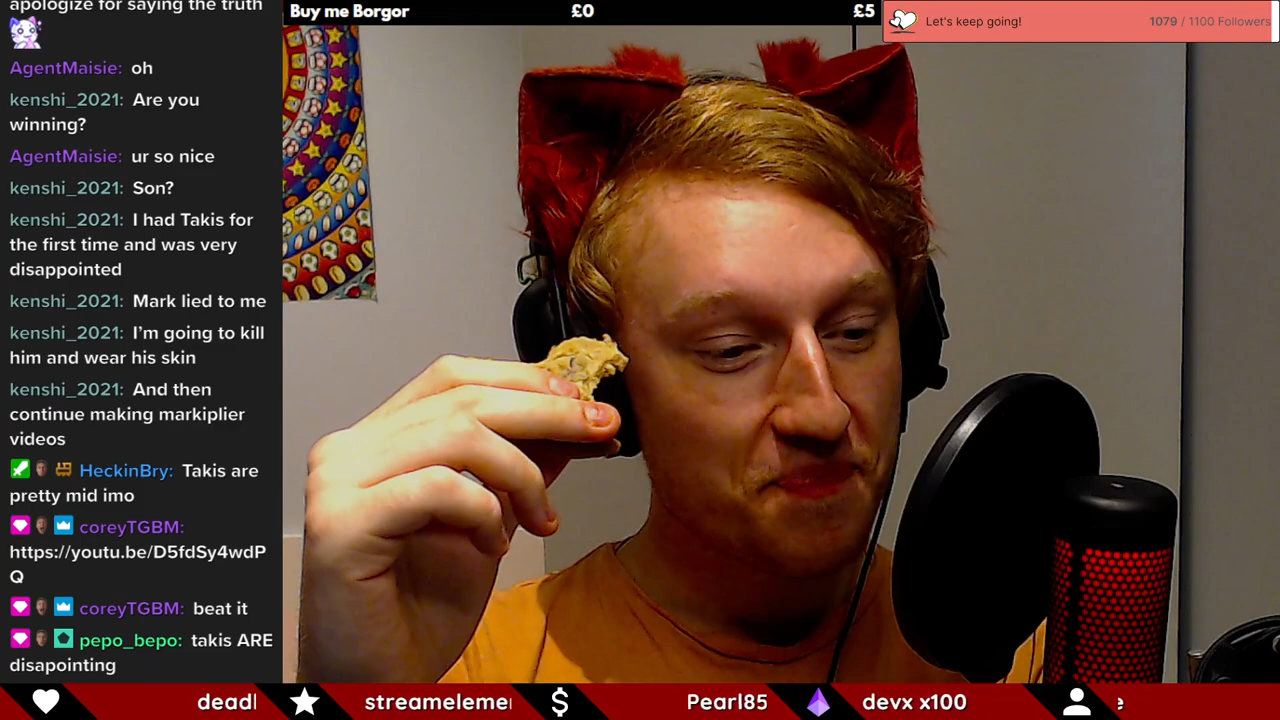 apologize for saying the truth
Buy me Borgor £0 £5
Let's keep going! 1079 / 1100 Followers
AgentMaisie: oh
kenshi_2021: Are you
winning?
AgentMaisie: ur so nice
kenshi_2021: Son?
kenshi_2021: I had Takis for
the first time and was very
disappointed
kenshi_2021: Mark lied to me
kenshi_2021: I'm going to kill
him and wear his skin
kenshi_2021: And then
continue making markiplier
videos
HeckinBry: Takis are
pretty mid imo
coreyTGBM:
https://youtu.be/D5fdSy4wdP
Q
coreyTGBM: beat it
pepo_bepo: takis ARE
disapointing
deadl streameleme Pearl85 devx x100 e